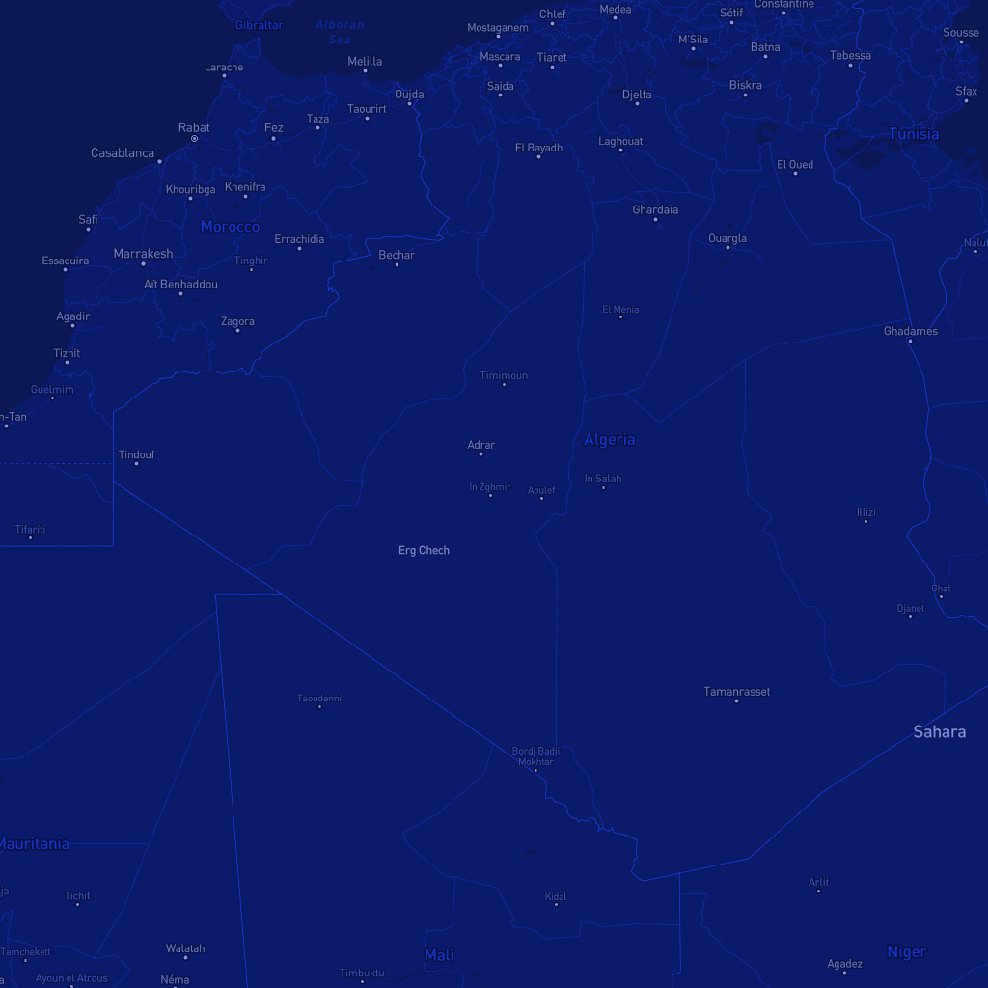 Gibraltar
Alboran
Sea
Mostaganem
Chlef
Medea
Sétif
Constantine
Sousse
Larache
Melilla
Mascara
Tiaret
M'Sila
Batna
Tebessa
Oujda
Saida
Djelfa
Biskra
Sfax
Rabat
Fez
Taza
Taourirt
Tunisia
Casablanca
El Bayadh
Laghouat
El Oued
Khouribga
Khenifra
Safi
Morocco
Ghardaia
Errachidia
Ouargla
Nalut
Essaouira
Marrakesh
Tinghir
Bechar
Aït Benhaddou
Agadir
Zagora
El Menia
Ghadames
Tiznit
Guelmim
Timimoun
n-Tan
Tindouf
Adrar
Algeria
In Zghmir
Aoulef
In Salah
Tifariti
Erg Chech
Illizi
Ghat
Djanet
Taoudenni
Tamanrasset
Sahara
Bordj Badji
Mokhtar
Mauritania
Tichit
Kidal
Arlit
Tamchekett
Walatah
Mali
Niger
Ayoun el Atrous
Néma
Timbuktu
Agadez